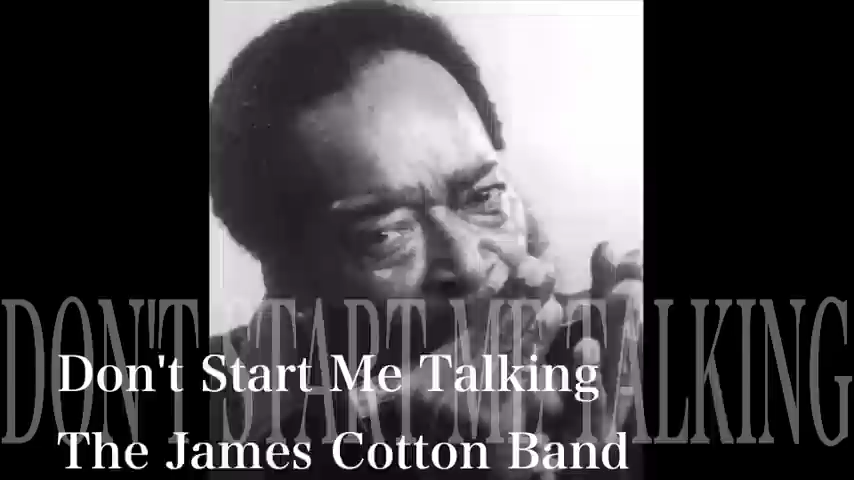 DON'T START ME TALKING
Don't Start Me Talking
The James Cotton Band